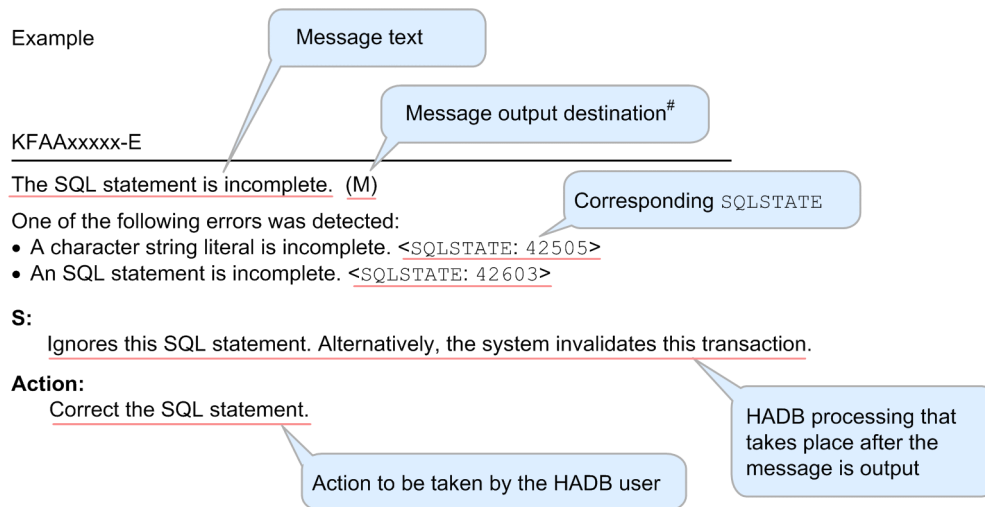 Example
Message text
Message output destination#
KFAAxxxxx-E
The SQL statement is incomplete. (M)
Corresponding SQLSTATE
One of the following errors was detected:
• A character string literal is incomplete. <SQLSTATE: 42505>
• An SQL statement is incomplete. <SQLSTATE: 42603>
S:
Ignores this SQL statement. Alternatively, the system invalidates this transaction.
Action:
Correct the SQL statement.
HADB processing that
takes place after the
message is output
Action to be taken by the HADB user